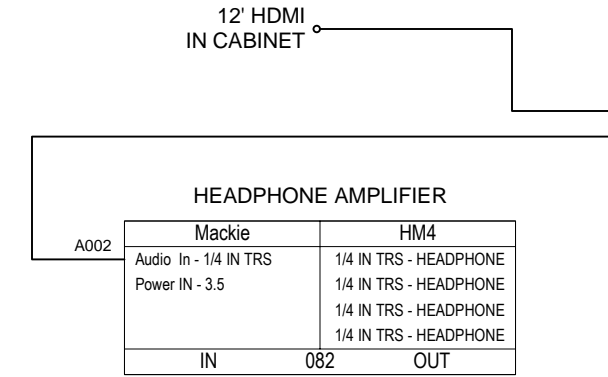 12' HDMI
IN CABINET
HEADPHONE AMPLIFIER
A002
Mackie HM4
Audio In - 1/4 IN TRS 1/4 IN TRS - HEADPHONE
Power IN - 3.5 1/4 IN TRS - HEADPHONE
1/4 IN TRS - HEADPHONE
1/4 IN TRS - HEADPHONE
IN 082 OUT